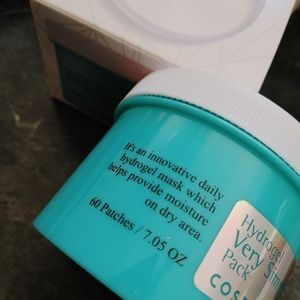 It's an innovative daily
hydrogel mask which
helps provide moisture
on dry area.
60 Patches / 7.05 OZ
Hydrogel
Very Sim
Pack
COS